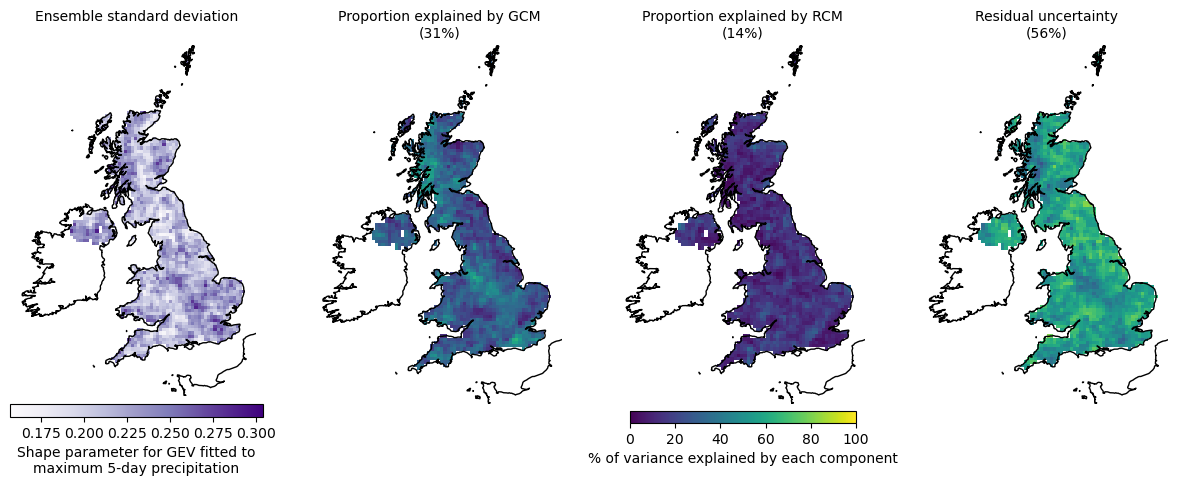 Ensemble standard deviation
Proportion explained by GCM
(31%)
Proportion explained by RCM
(14%)
Residual uncertainty
(56%)
0.175 0.200 0.225 0.250 0.275 0.300
Shape parameter for GEV fitted to
maximum 5-day precipitation
0 20 40 60 80 100
% of variance explained by each component